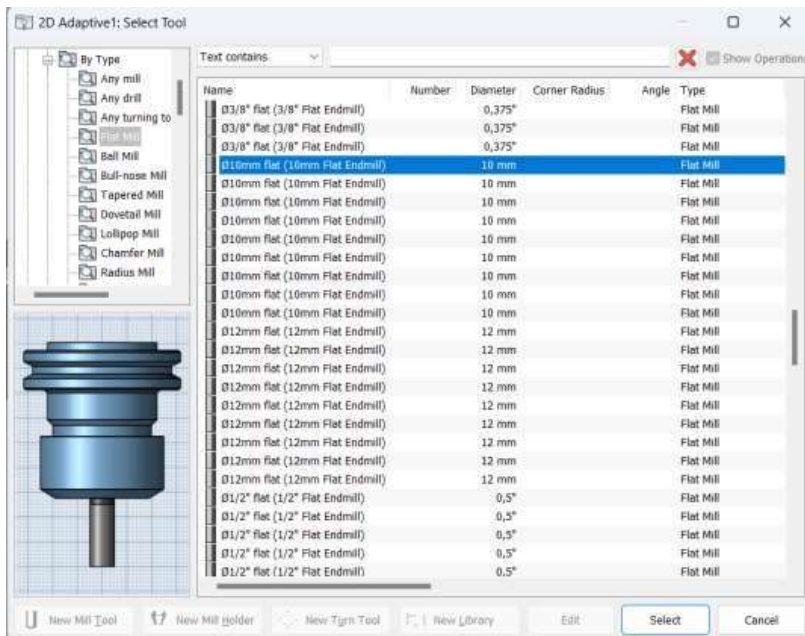 2D Adaptive1: Select Tool
By Type
Any mill
Any drill
Any turning to
Flat Mill
Ball Mill
Bull-nose Mill
Tapered Mill
Dovetail Mill
Lollipop Mill
Chamfer Mill
Radius Mill
Text contains
Show Operation
Name Number Diameter Corner Radius Angle Type
Ø3/8" flat (3/8" Flat Endmill) 0,375" Flat Mill
Ø3/8" flat (3/8" Flat Endmill) 0,375" Flat Mill
Ø3/8" flat (3/8" Flat Endmill) 0,375" Flat Mill
Ø10mm flat (10mm Flat Endmill) 10 mm Flat Mill
Ø10mm flat (10mm Flat Endmill) 10 mm Flat Mill
Ø10mm flat (10mm Flat Endmill) 10 mm Flat Mill
Ø10mm flat (10mm Flat Endmill) 10 mm Flat Mill
Ø10mm flat (10mm Flat Endmill) 10 mm Flat Mill
Ø10mm flat (10mm Flat Endmill) 10 mm Flat Mill
Ø10mm flat (10mm Flat Endmill) 10 mm Flat Mill
Ø10mm flat (10mm Flat Endmill) 10 mm Flat Mill
Ø10mm flat (10mm Flat Endmill) 10 mm Flat Mill
Ø12mm flat (12mm Flat Endmill) 12 mm Flat Mill
Ø12mm flat (12mm Flat Endmill) 12 mm Flat Mill
Ø12mm flat (12mm Flat Endmill) 12 mm Flat Mill
Ø12mm flat (12mm Flat Endmill) 12 mm Flat Mill
Ø12mm flat (12mm Flat Endmill) 12 mm Flat Mill
Ø12mm flat (12mm Flat Endmill) 12 mm Flat Mill
Ø12mm flat (12mm Flat Endmill) 12 mm Flat Mill
Ø12mm flat (12mm Flat Endmill) 12 mm Flat Mill
Ø12mm flat (12mm Flat Endmill) 12 mm Flat Mill
Ø1/2" flat (1/2" Flat Endmill) 0,5" Flat Mill
Ø1/2" flat (1/2" Flat Endmill) 0,5" Flat Mill
Ø1/2" flat (1/2" Flat Endmill) 0,5" Flat Mill
Ø1/2" flat (1/2" Flat Endmill) 0,5" Flat Mill
Ø1/2" flat (1/2" Flat Endmill) 0,5" Flat Mill
New Mill Tool New Mill Holder New Turn Tool New Library Edit Select Cancel